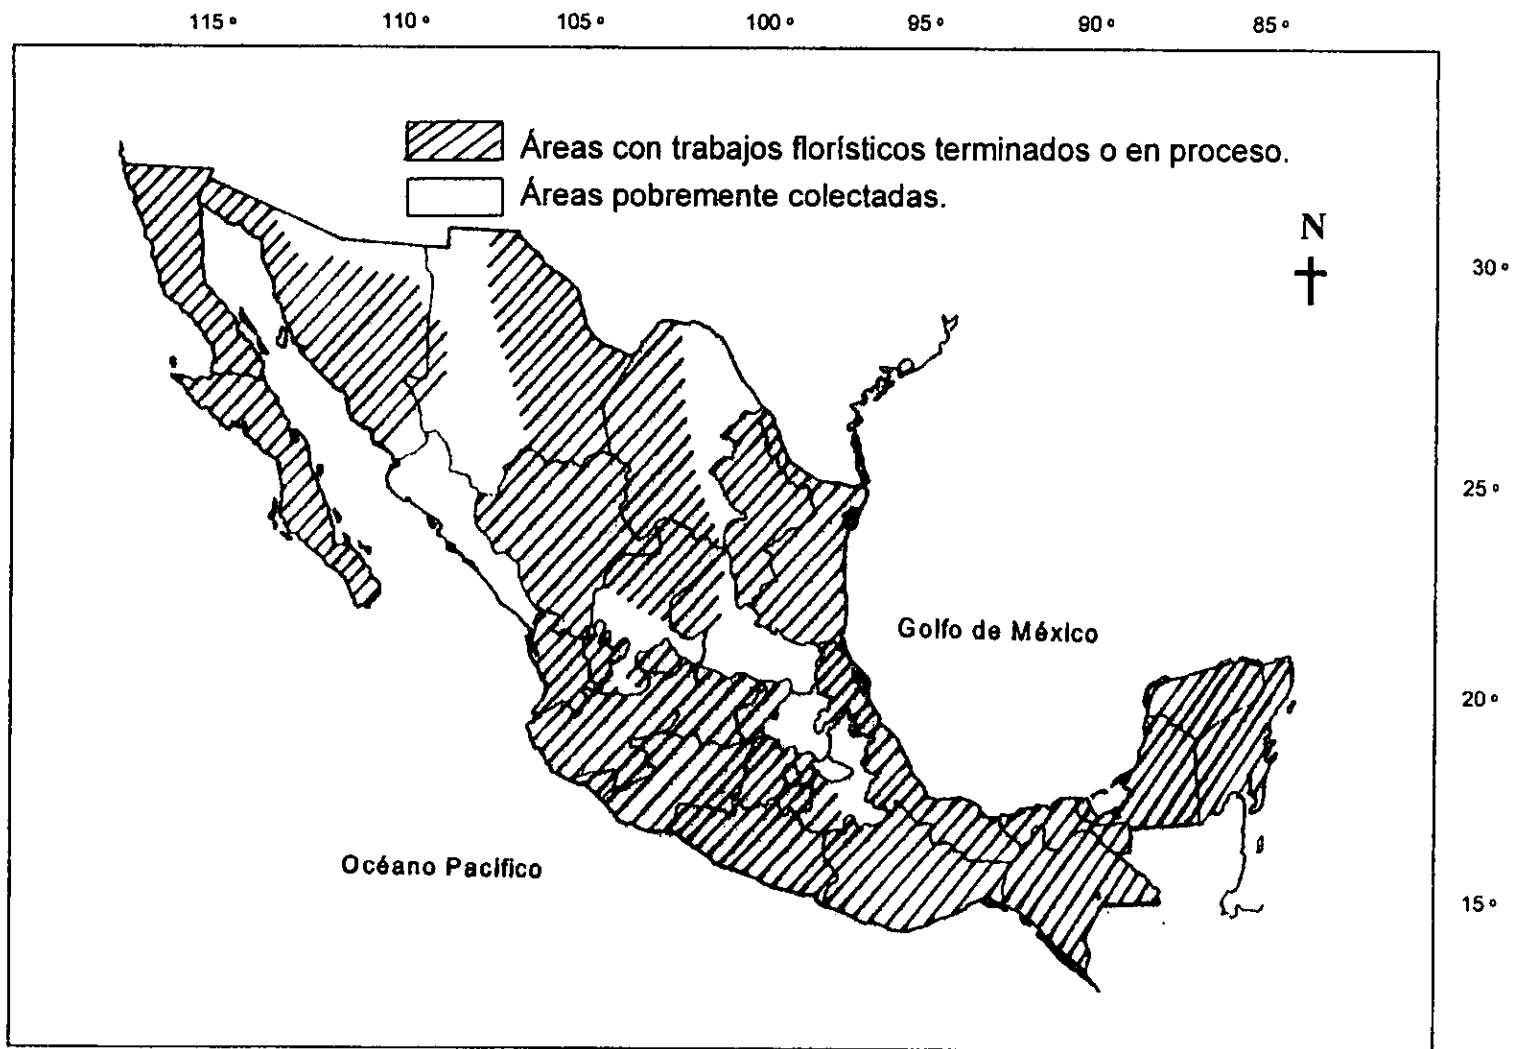 115° 110° 105° 100° 95° 90° 85°
Áreas con trabajos florísticos terminados o en proceso.
Áreas pobremente colectadas.
N
30°
25°
Golfo de México
20°
Océano Pacifico
15°